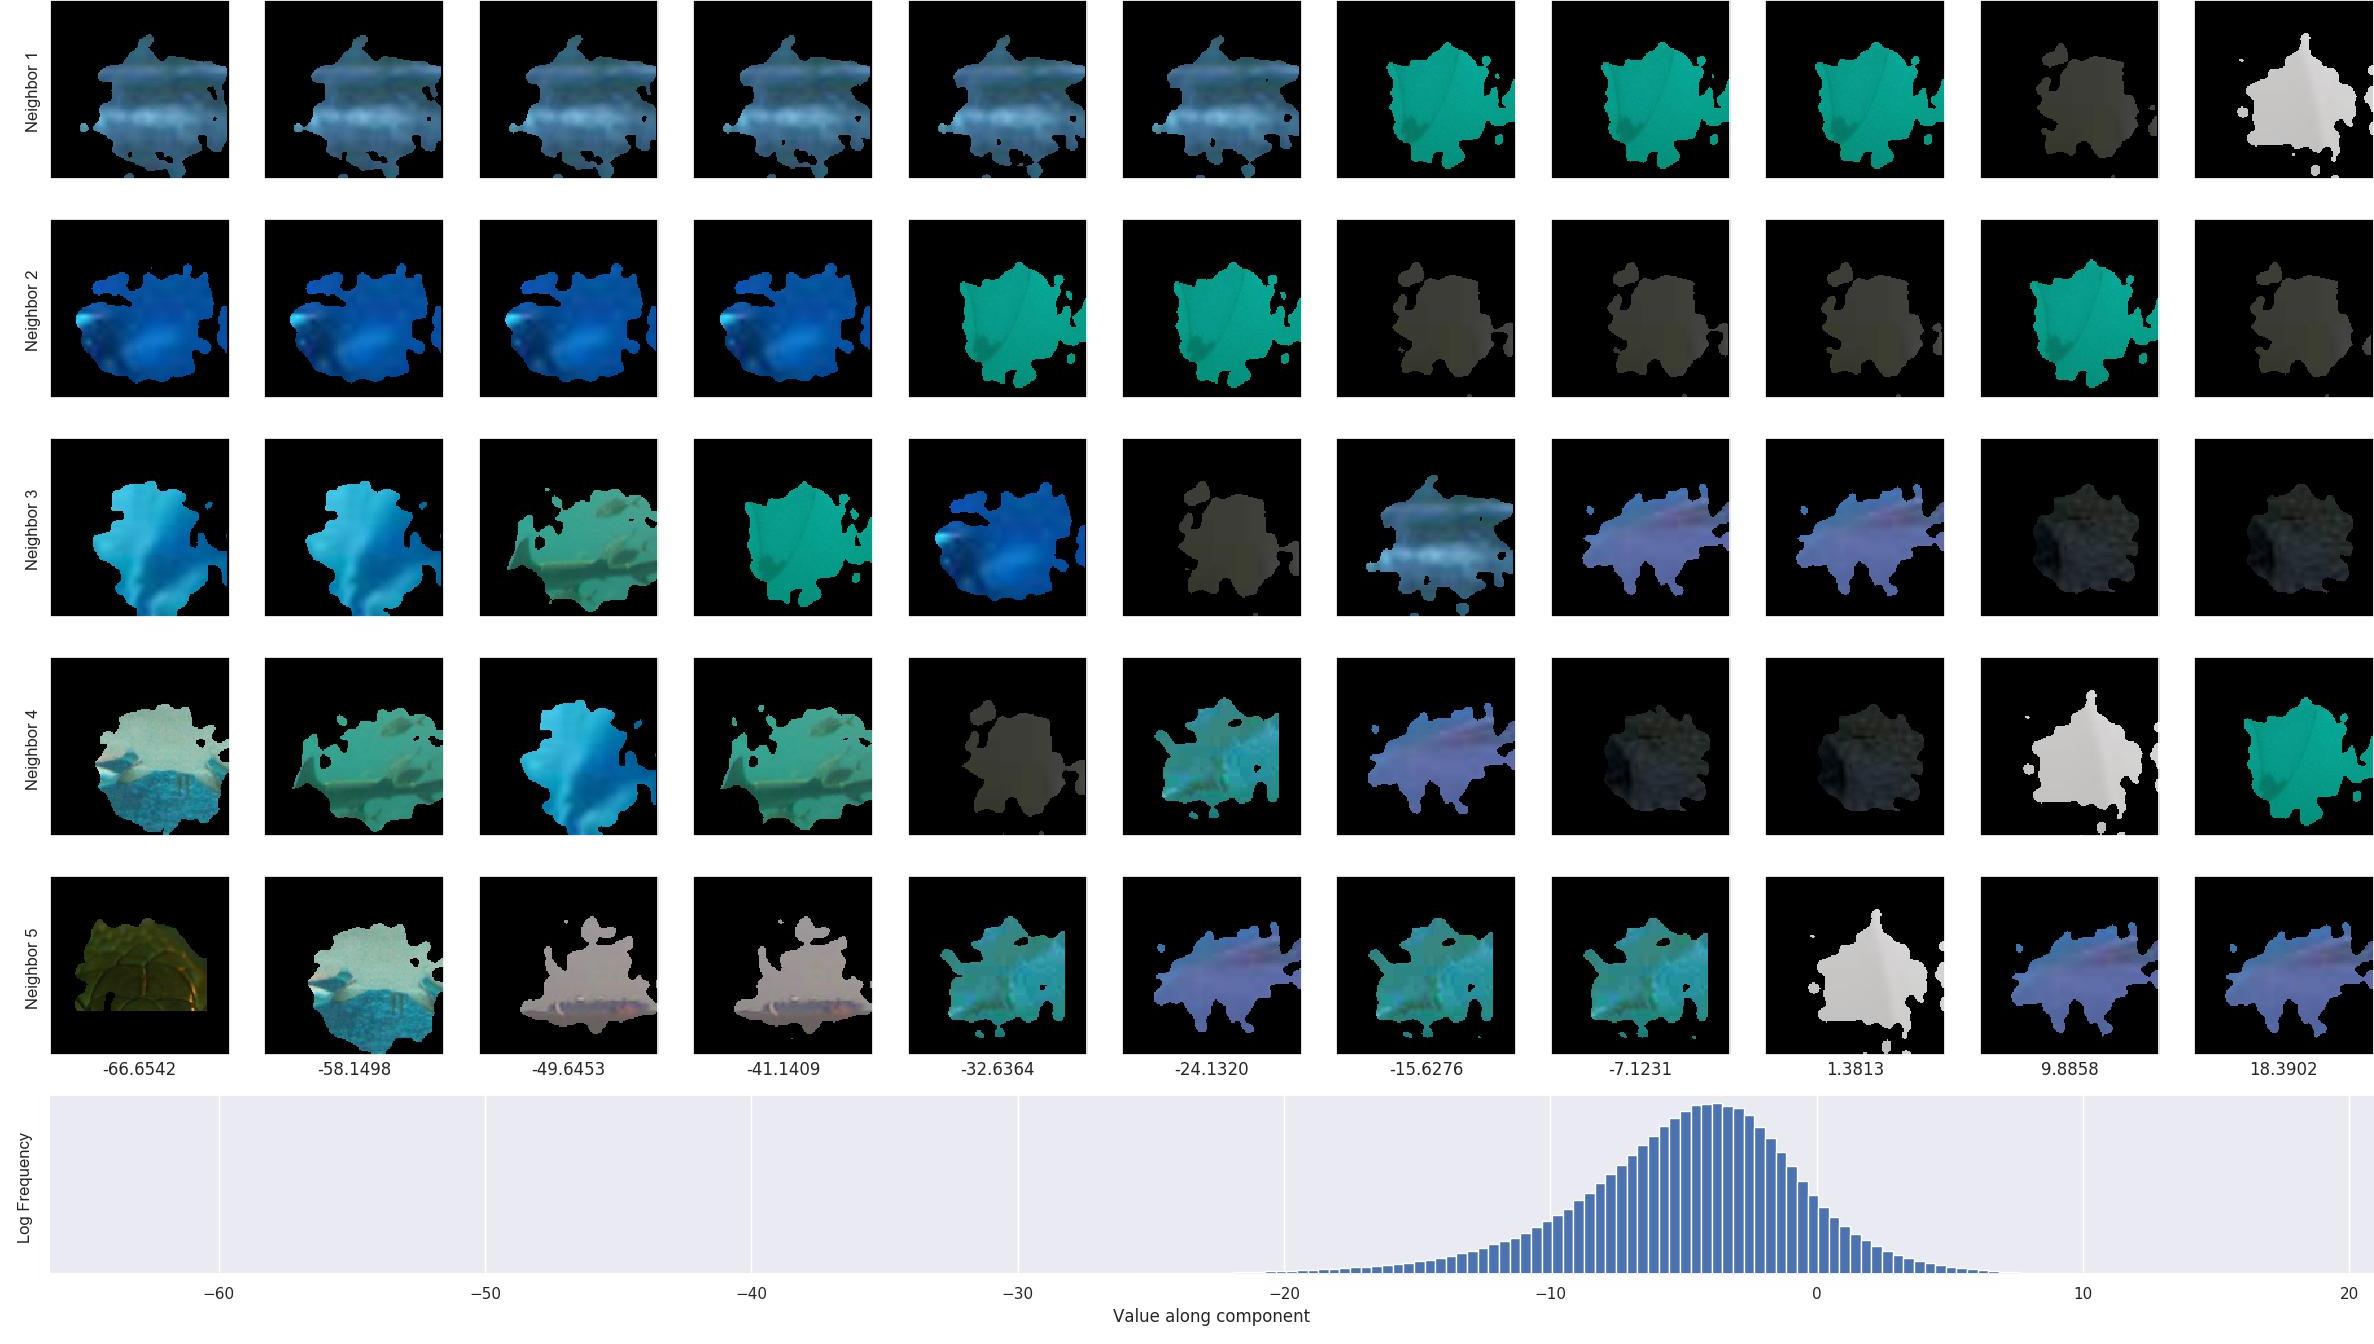 Neighbor 1
Neighbor 2
Neighbor 3
Neighbor 4
Neighbor 5
-66.6542 -58.1498 -49.6453 -41.1409 -32.6364 -24.1320 -15.6276 -7.1231 1.3813 9.8858 18.3902
Log Frequency
−60 −50 −40 −30 −20 −10 0 10 20
Value along component